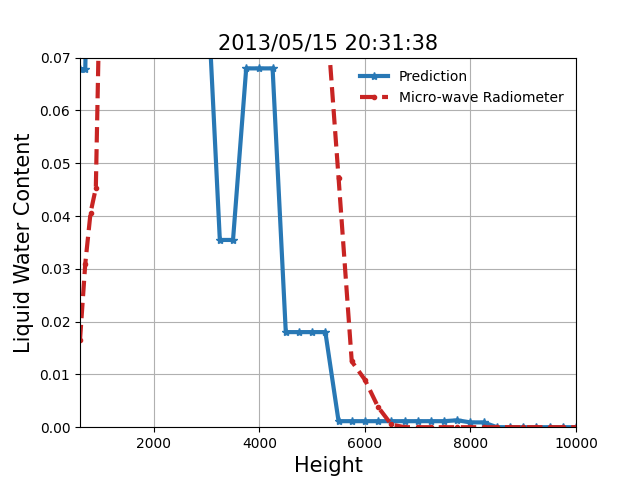 2013/05/15 20:31:38
Prediction
Micro-wave Radiometer
Liquid Water Content
0.07
0.06
0.05
0.04
0.03
0.02
0.01
0.00
2000 4000 6000 8000 10000
Height